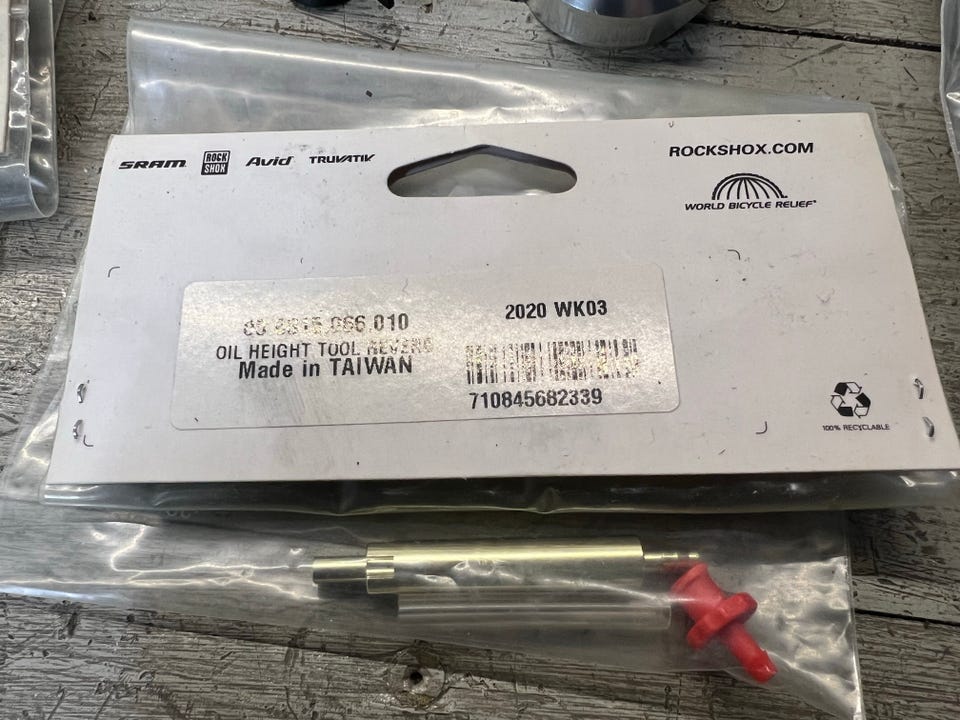 SRAM
ROCK
SHOX
Avid
TRUVATIV
ROCKSHOX.COM
WORLD BICYCLE RELIEF
OIL HEIGHT TOOL
Made in TAIWAN
2020 WK03
710845682339
100% RECYCLABLE